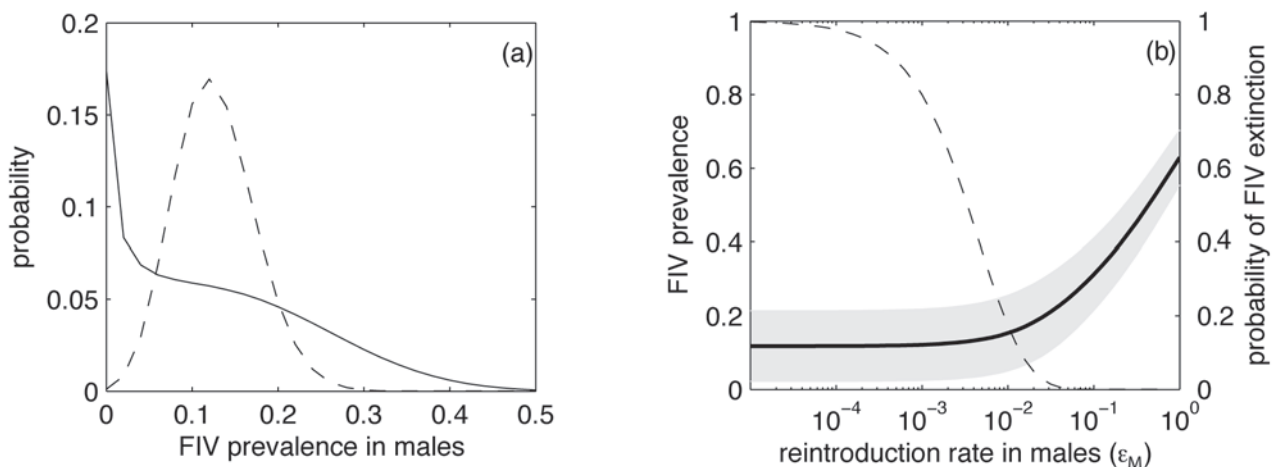 (a)
probability
0.2
0.15
0.1
0.05
0
0 0.1 0.2 0.3 0.4 0.5
FIV prevalence in males
(b)
FIV prevalence
1
0.8
0.6
0.4
0.2
0
10⁻⁴ 10⁻³ 10⁻² 10⁻¹ 10⁰
reintroduction rate in males (ε_M)
1
0.8
0.6
0.4
0.2
0
probability of FIV extinction